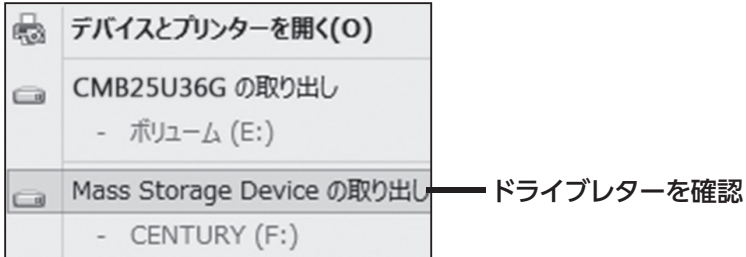 デバイスとプリンターを開く(O)
CMB25U36G の取り出し
- ボリューム (E:)
Mass Storage Device の取り出し
ドライブレターを確認
- CENTURY (F:)